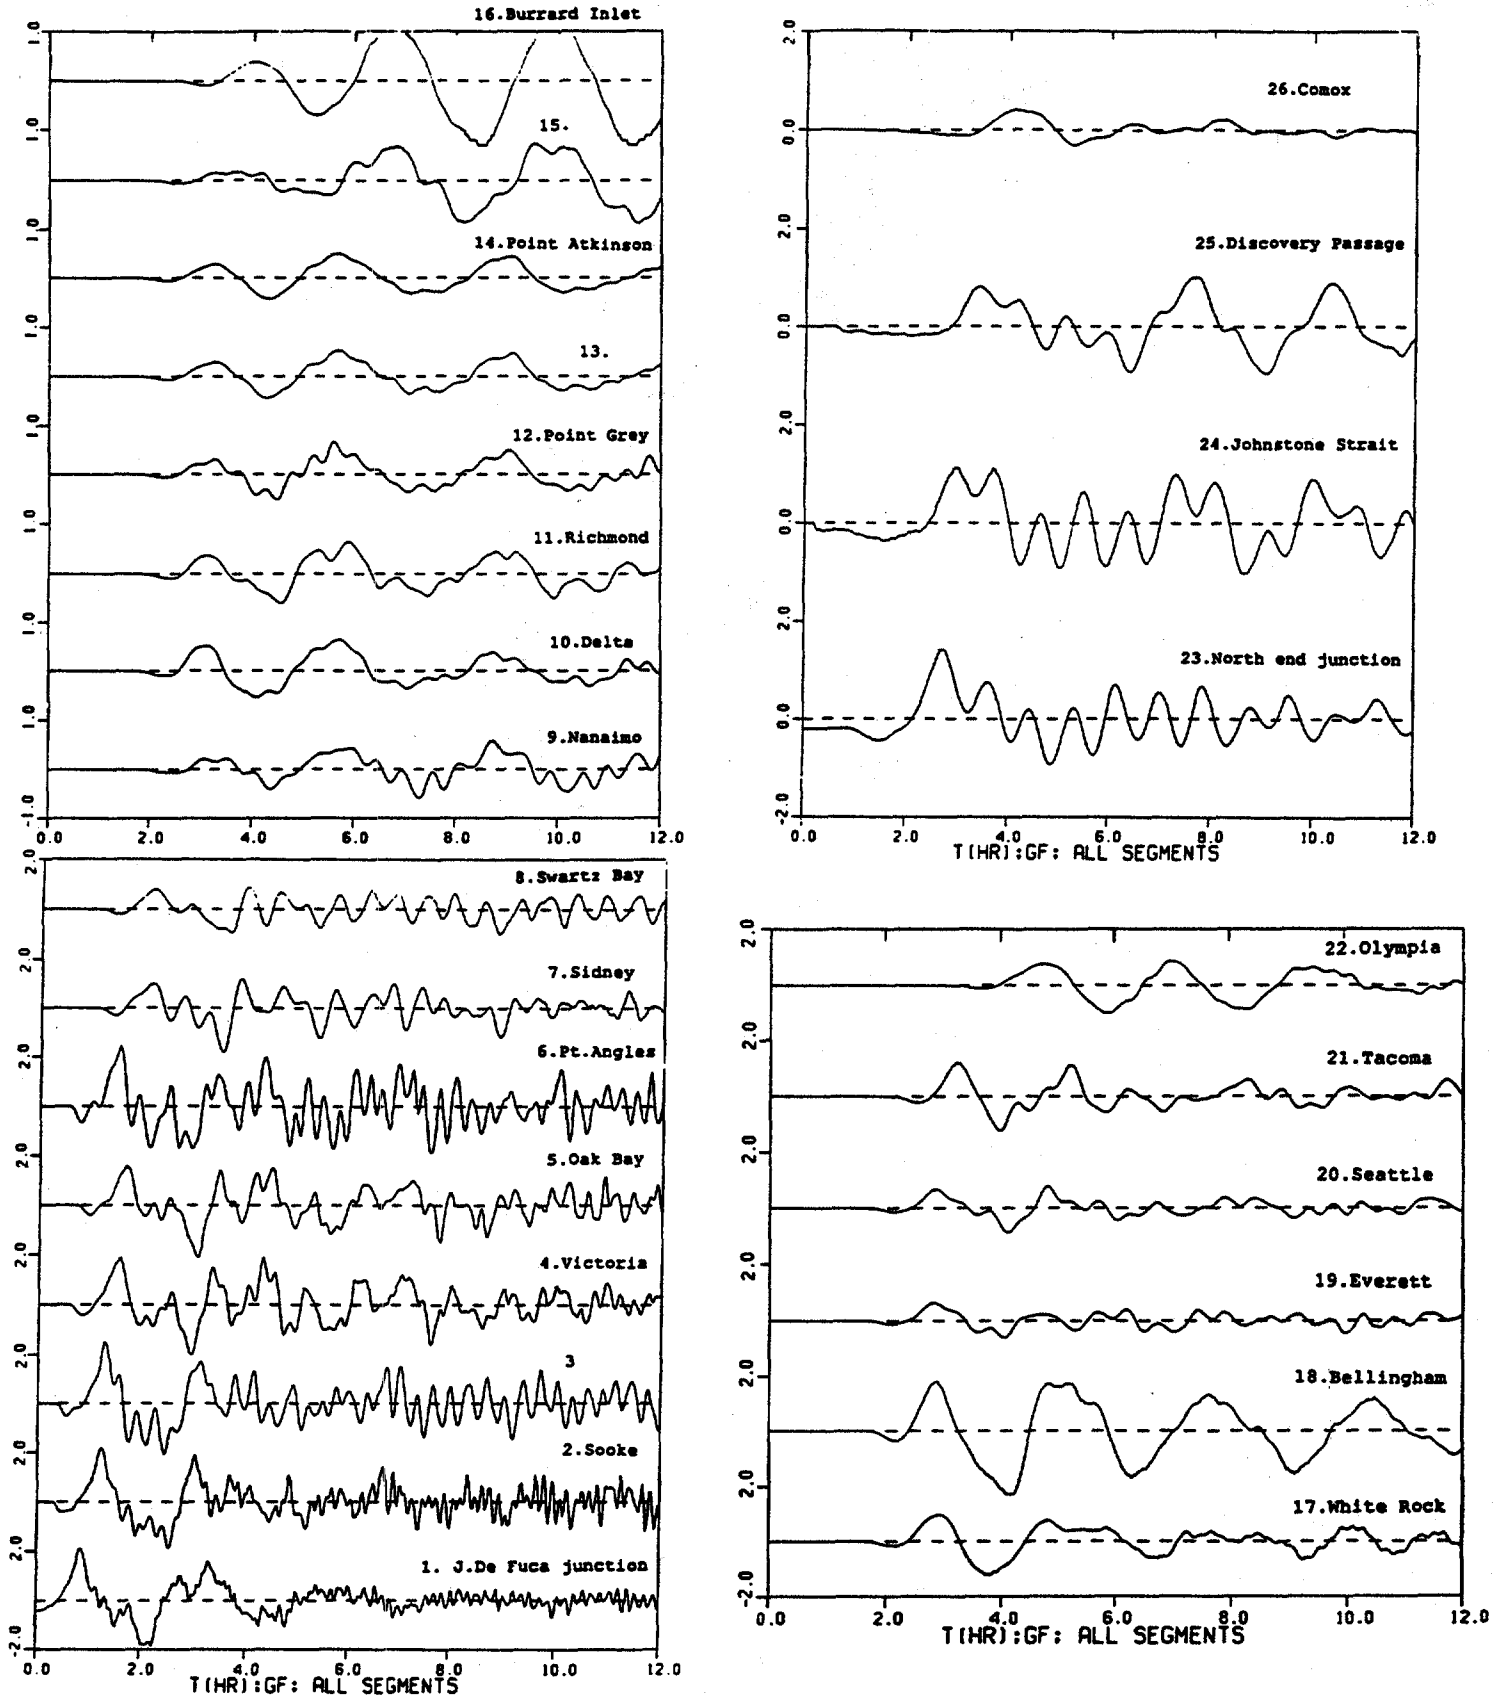 16.Burrard Inlet
15.
14.Point Atkinson
13.
12.Point Grey
11.Richmond
10.Delta
9.Nanaimo
1.0
1.0
1.0
1.0
1.0
1.0
1.0
1.0
-1.0
0.0 2.0 4.0 6.0 8.0 10.0 12.0
26.Comox
25.Discovery Passage
24.Johnstone Strait
23.North end junction
2.0
0.0
2.0
0.0
2.0
0.0
2.0
0.0
-2.0
0.0 2.0 4.0 6.0 8.0 10.0 12.0
T(HR):GF: ALL SEGMENTS
8.Swartz Bay
7.Sidney
6.Pt.Angles
5.Oak Bay
4.Victoria
3
2.Sooke
1. J.De Fuca junction
2.0
2.0
2.0
2.0
2.0
2.0
2.0
2.0
-2.0
0.0 2.0 4.0 6.0 8.0 10.0 12.0
T(HR):GF: ALL SEGMENTS
22.Olympia
21.Tacoma
20.Seattle
19.Everett
18.Bellingham
17.White Rock
2.0
2.0
2.0
2.0
2.0
2.0
-2.0
0.0 2.0 4.0 6.0 8.0 10.0 12.0
T(HR):GF: ALL SEGMENTS